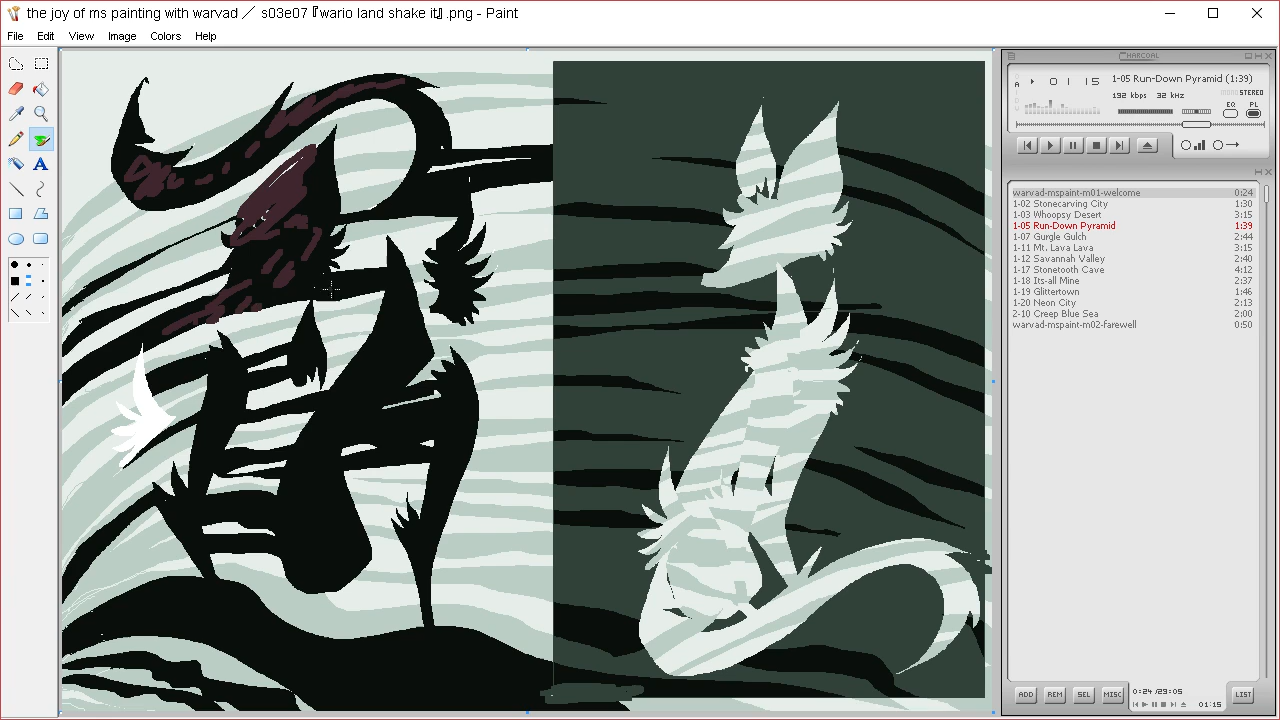 the joy of ms painting with warvad ／ s03e07『wario land shake it』.png - Paint
File Edit View Image Colors Help
CHARCOAL
01 15
1-05 Run-Down Pyramid (1:39)
192 kbps 32 kHz
STEREO
EQ PL
warvad-mspaint-m01-welcome 0:24
1-02 Stonecarving City 1:39
1-03 Whoopsy Desert 3:15
1-05 Run-Down Pyramid 1:39
1-07 Gurgle Gulch 2:44
1-11 Mt. Lava Lava 3:15
1-12 Savannah Valley 2:40
1-17 Stonetooth Cave 4:12
1-18 Its-all Mine 2:37
1-19 Glittertown 1:46
1-20 Neon City 2:13
2-10 Creep Blue Sea 2:00
warvad-mspaint-m02-farewell 0:50
ADD REM SEL MISC 0:24/29:05 01:15 LIST